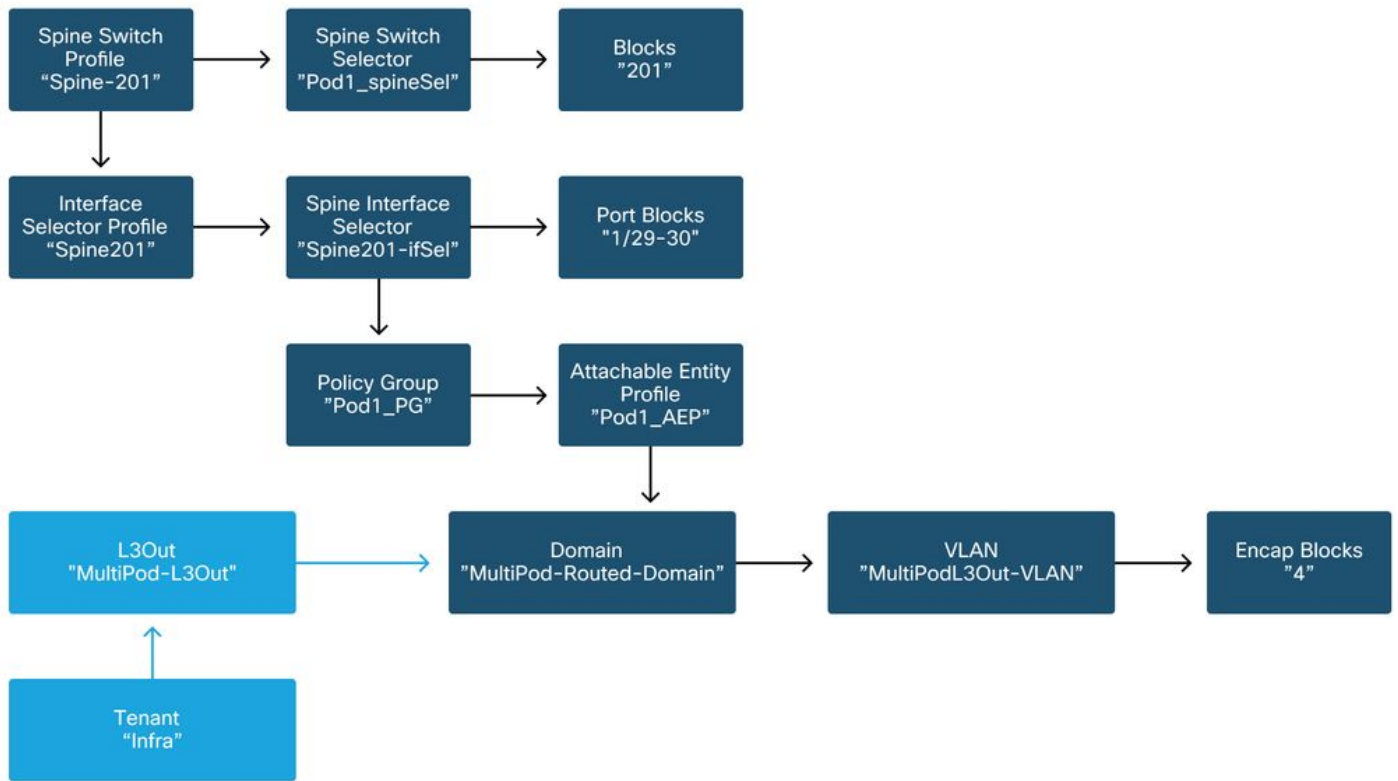 Spine Switch
Profile
“Spine-201”
Spine Switch
Selector
”Pod1_spineSel”
Blocks
”201”
Interface
Selector Profile
“Spine201”
Spine Interface
Selector
”Spine201-ifSel”
Port Blocks
"1/29-30"
Policy Group
”Pod1_PG”
Attachable Entity
Profile
”Pod1_AEP”
L3Out
"MultiPod-L3Out"
Domain
"MultiPod-Routed-Domain”
VLAN
”MultiPodL3Out-VLAN”
Encap Blocks
”4”
Tenant
“Infra”